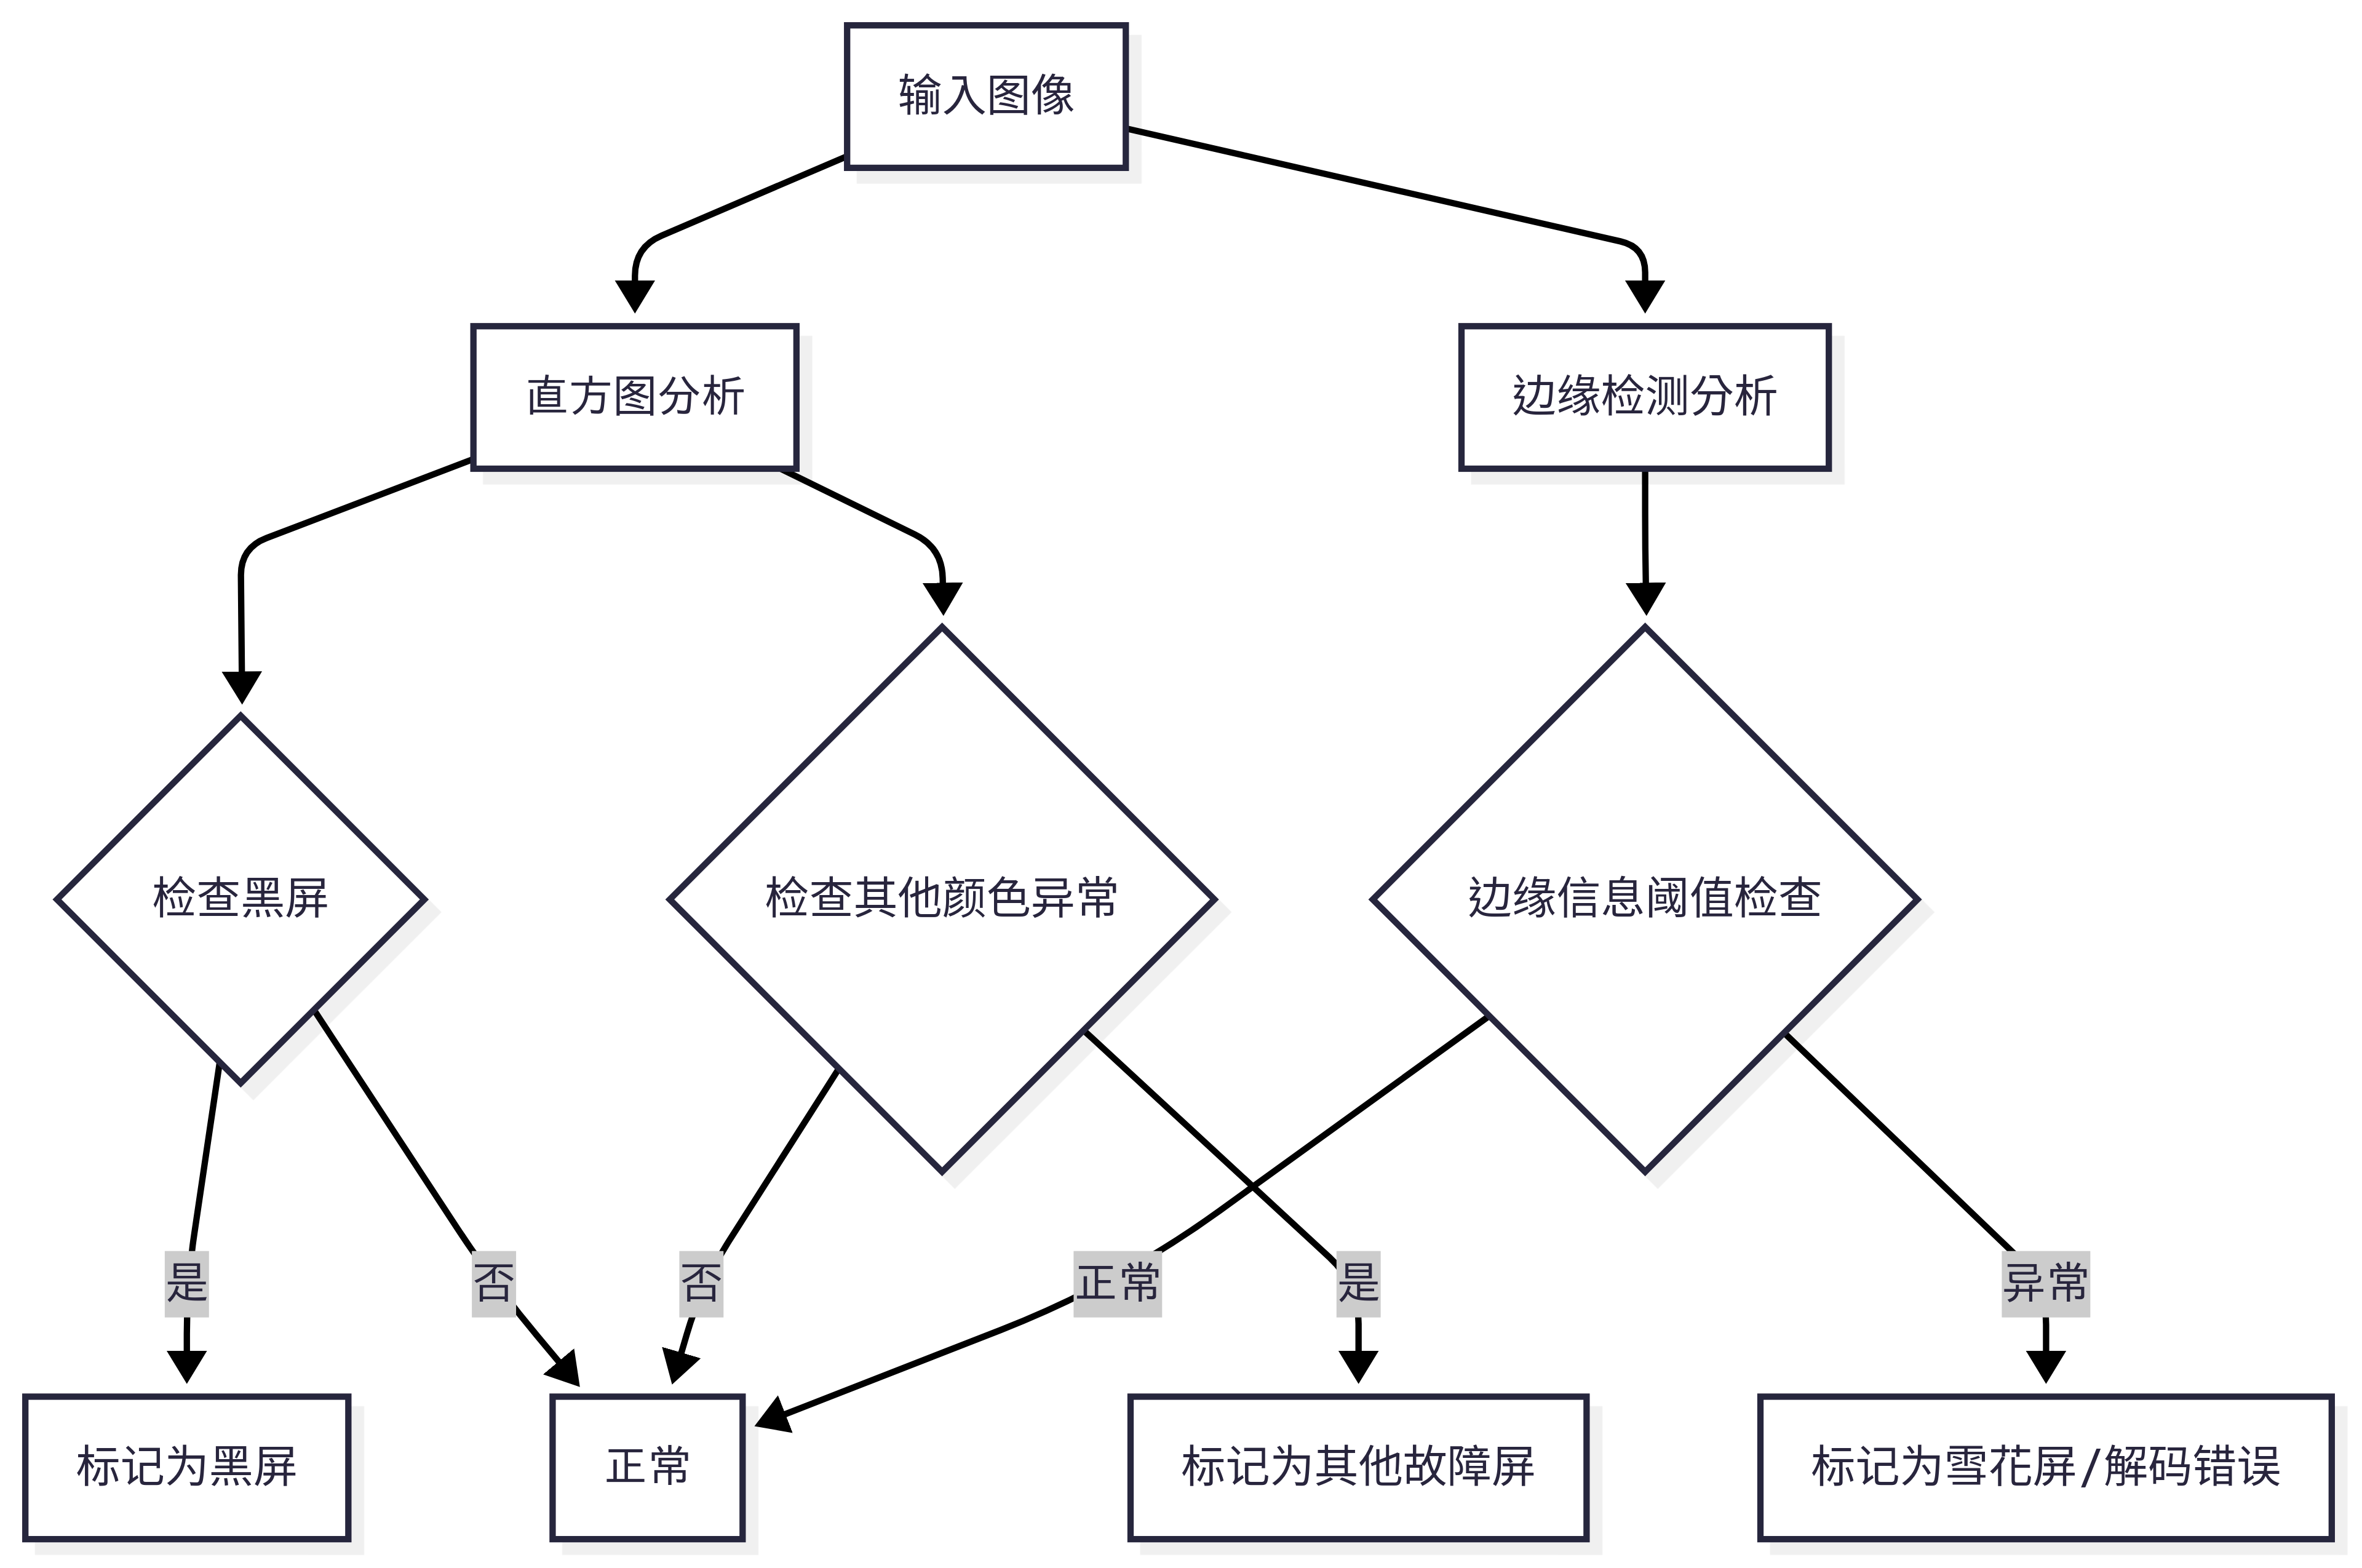 输入图像
直方图分析
边缘检测分析
检查黑屏
检查其他颜色异常
边缘信息阈值检查
是
否
否
正常
是
异常
标记为黑屏
正常
标记为其他故障屏
标记为雪花屏/解码错误